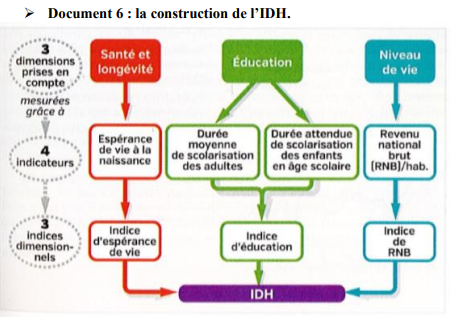 ➢ Document 6 : la construction de l'IDH.
3
dimensions
prises en
compte
mesurées
grâce à
4
indicateurs
3
indices
dimension-
nels
Santé et
longévité
Éducation
Niveau
de vie
Espérance
de vie à la
naissance
Durée
moyenne
de scolarisation
des adultes
Durée attendue
de scolarisation
des enfants
en âge scolaire
Revenu
national
brut
[RNB]/hab.
Indice
d'espérance
de vie
Indice
d'éducation
Indice
de
RNB
IDH